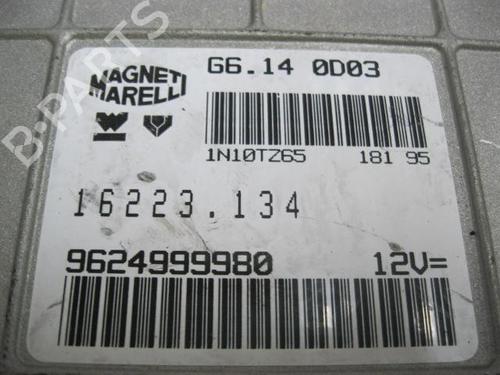 MAGNETI
MARELLI
G6.14 0D03
1N10TZ65 181 95
16223.134
9624999980 12V=
B-PARTS